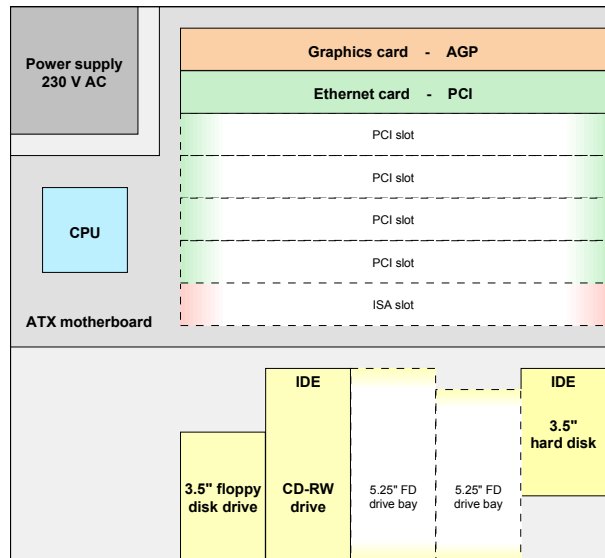 Power supply
230 V AC
Graphics card - AGP
Ethernet card - PCI
PCI slot
PCI slot
PCI slot
PCI slot
ISA slot
CPU
ATX motherboard
IDE
IDE
3.5"
hard disk
3.5" floppy
disk drive
CD-RW
drive
5.25" FD
drive bay
5.25" FD
drive bay